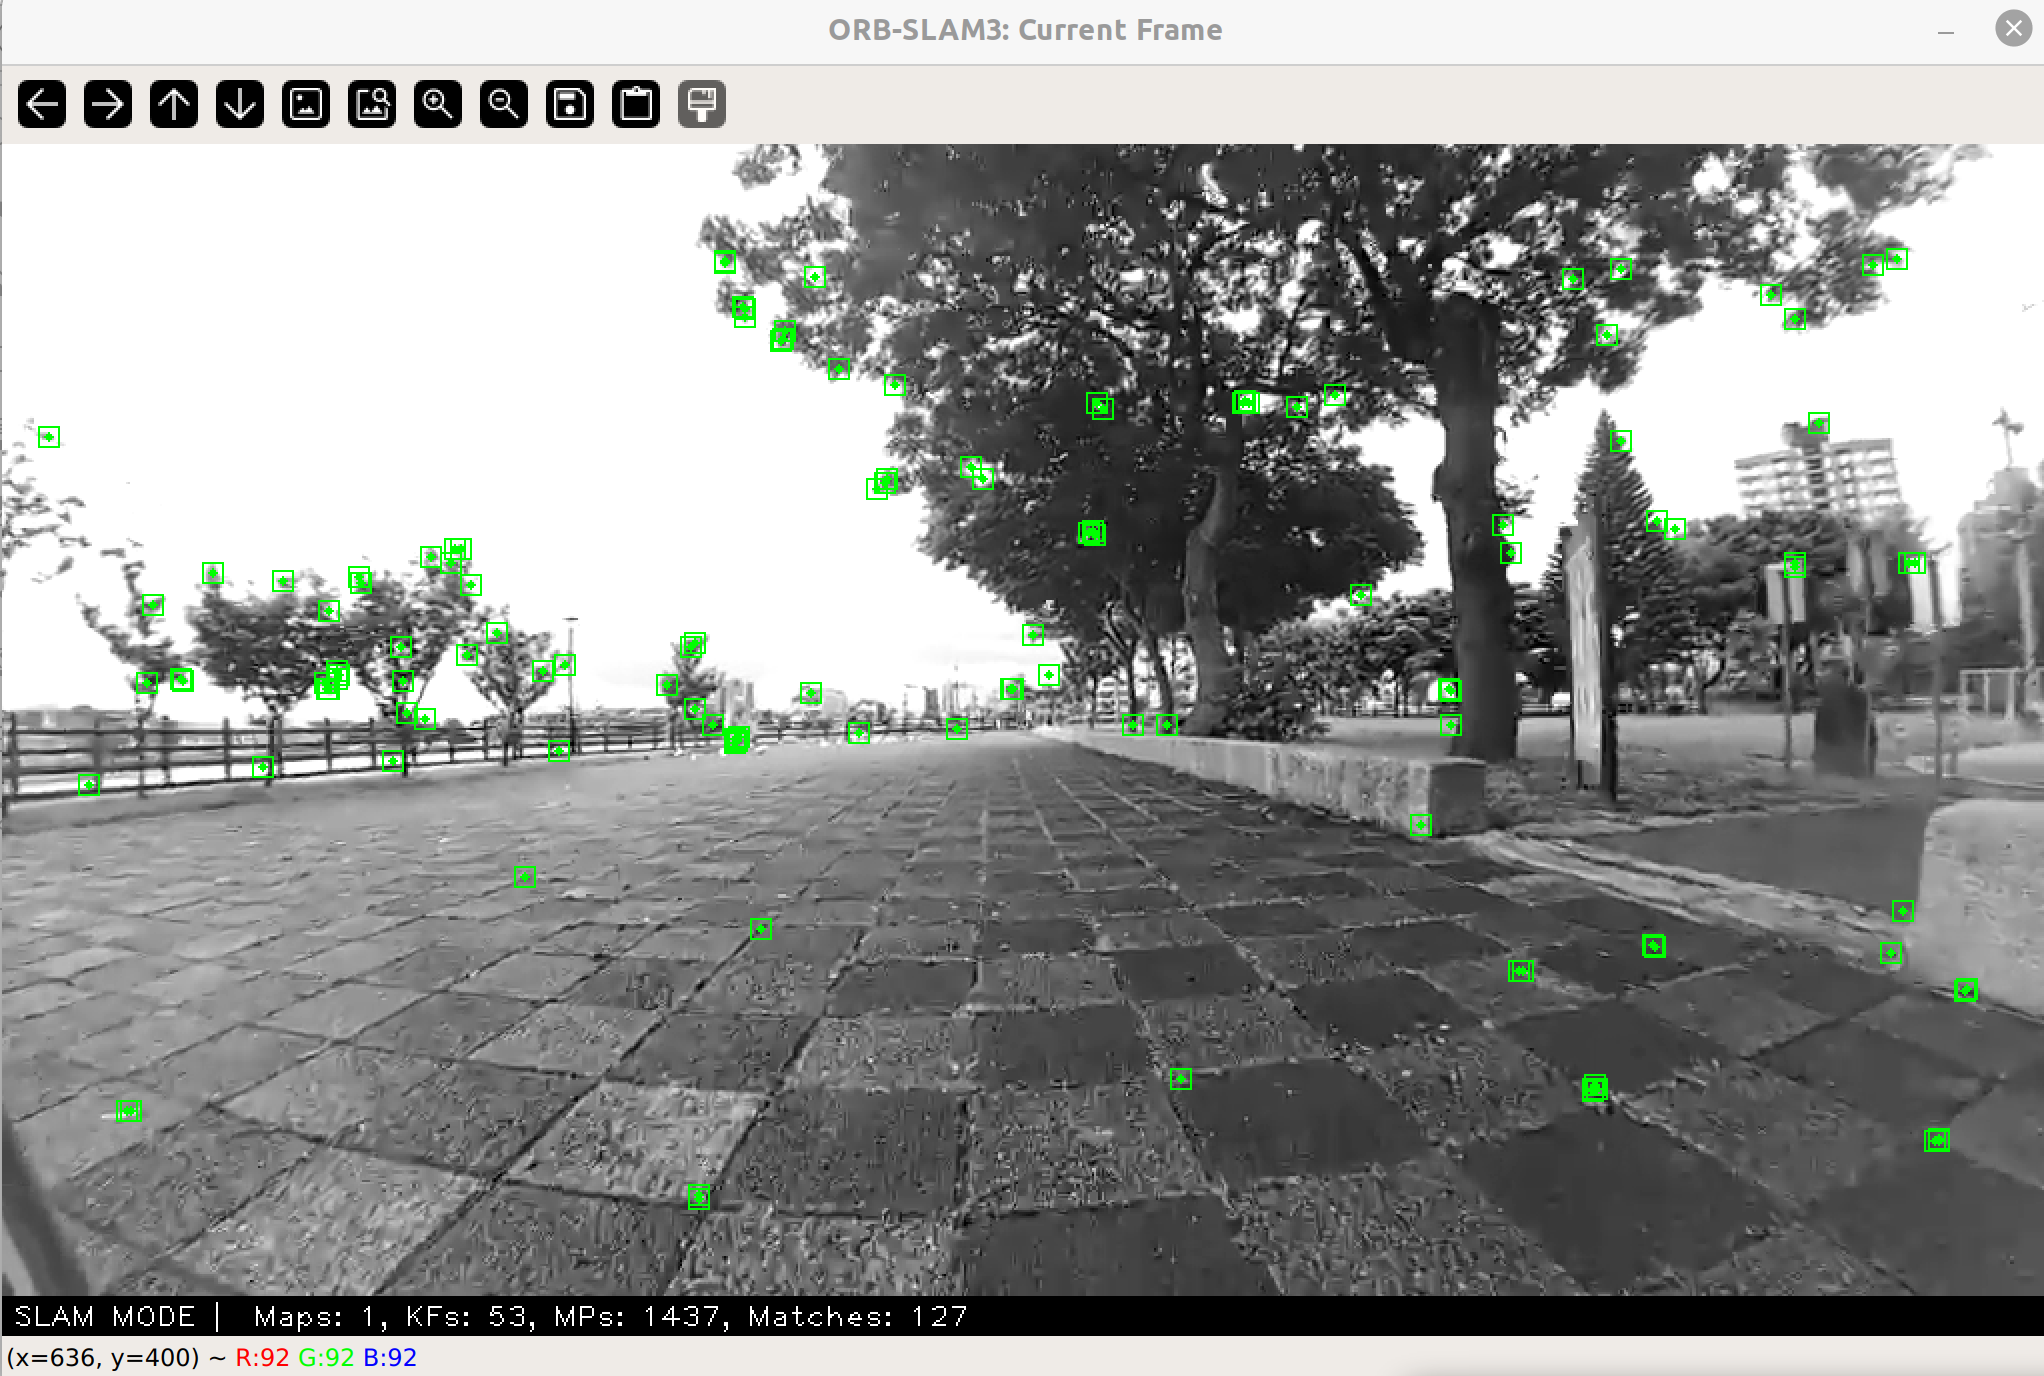 ORB-SLAM3: Current Frame
SLAM MODE | Maps: 1, KFs: 53, MPs: 1437, Matches: 127
(x=636, y=400) ~ R:92 G:92 B:92